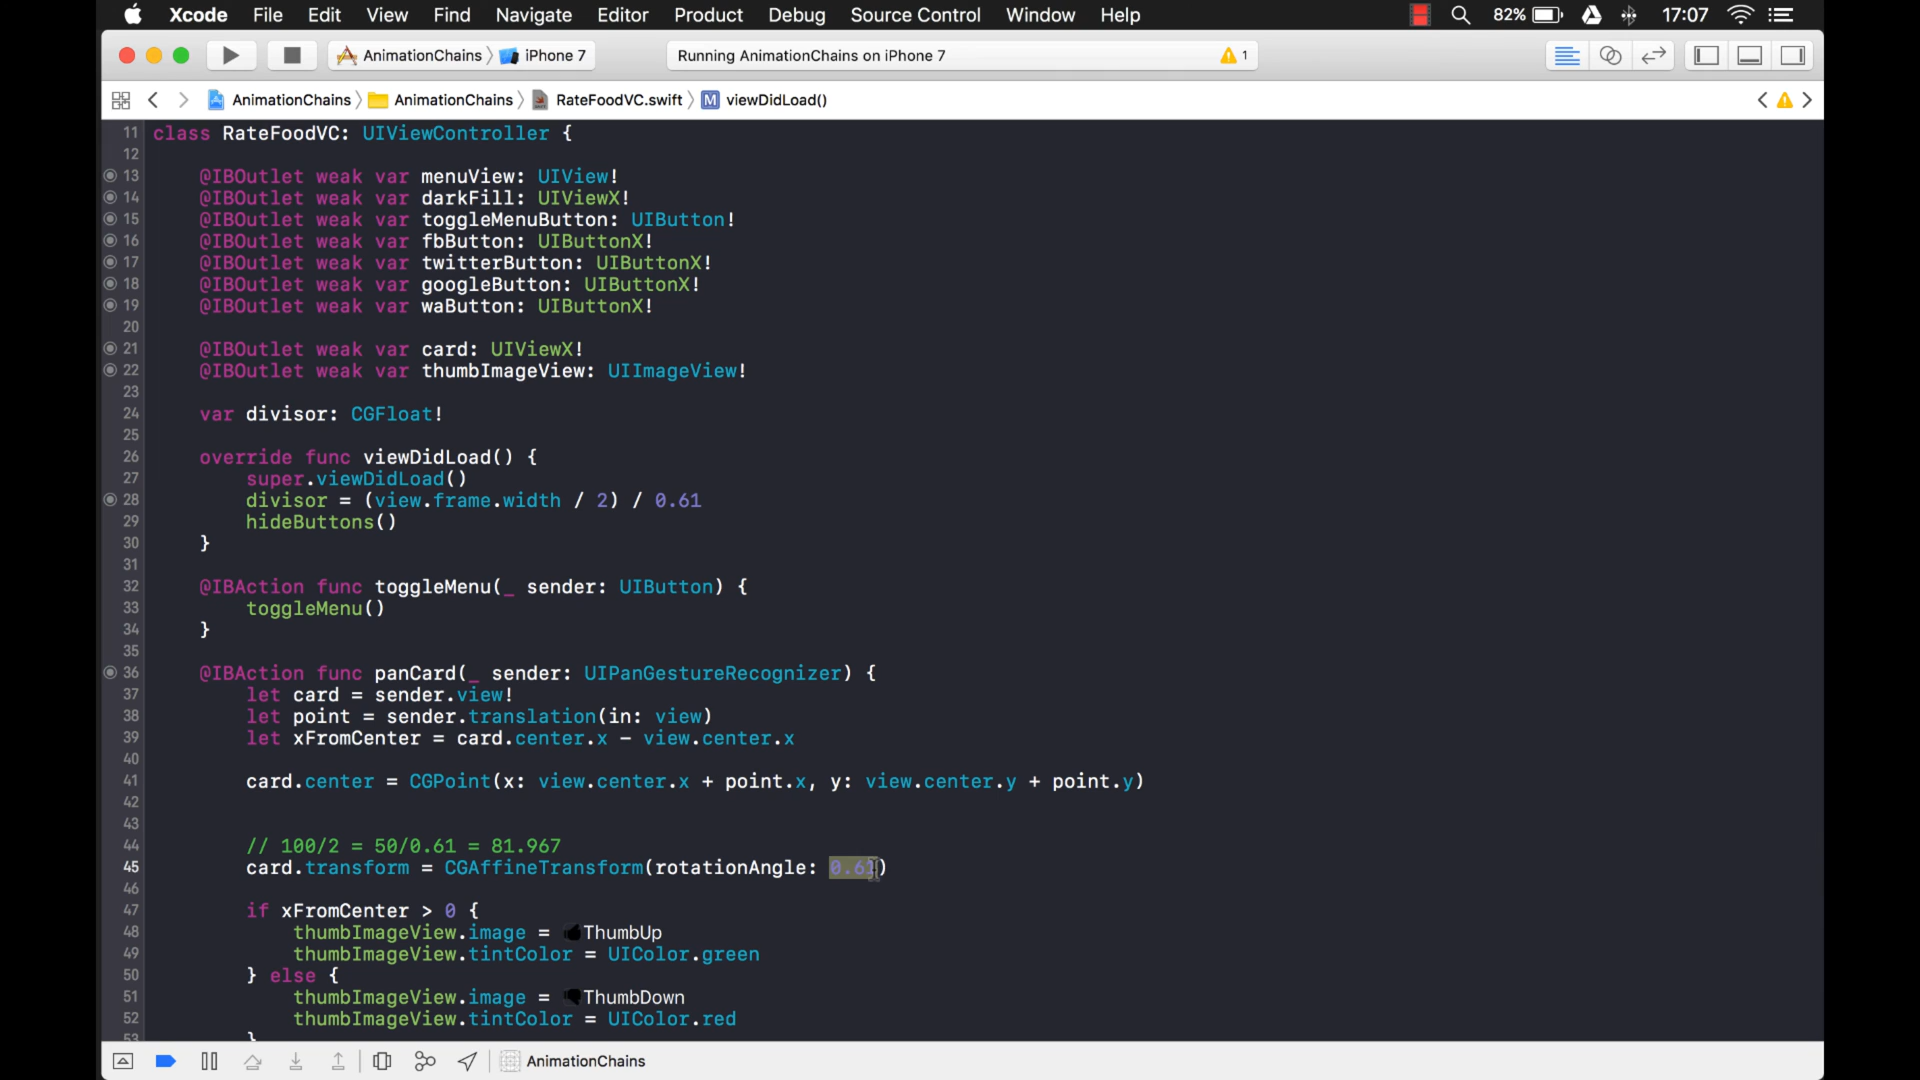 Xcode File Edit View Find Navigate Editor Product Debug Source Control Window Help 82% 17:07
AnimationChains iPhone 7 Running AnimationChains on iPhone 7 1
AnimationChains AnimationChains RateFoodVC.swift M viewDidLoad()
11 class RateFoodVC: UIViewController {
12
13 @IBOutlet weak var menuView: UIView!
14 @IBOutlet weak var darkFill: UIViewX!
15 @IBOutlet weak var toggleMenuButton: UIButton!
16 @IBOutlet weak var fbButton: UIButtonX!
17 @IBOutlet weak var twitterButton: UIButtonX!
18 @IBOutlet weak var googleButton: UIButtonX!
19 @IBOutlet weak var waButton: UIButtonX!
20
21 @IBOutlet weak var card: UIViewX!
22 @IBOutlet weak var thumbImageView: UIImageView!
23
24 var divisor: CGFloat!
25
26 override func viewDidLoad() {
27 super.viewDidLoad()
28 divisor = (view.frame.width / 2) / 0.61
29 hideButtons()
30 }
31
32 @IBAction func toggleMenu(_ sender: UIButton) {
33 toggleMenu()
34 }
35
36 @IBAction func panCard(_ sender: UIPanGestureRecognizer) {
37 let card = sender.view!
38 let point = sender.translation(in: view)
39 let xFromCenter = card.center.x - view.center.x
40
41 card.center = CGPoint(x: view.center.x + point.x, y: view.center.y + point.y)
42
43
44 // 100/2 = 50/0.61 = 81.967
45 card.transform = CGAffineTransform(rotationAngle: 0.61)
46
47 if xFromCenter > 0 {
48 thumbImageView.image = ThumbUp
49 thumbImageView.tintColor = UIColor.green
50 } else {
51 thumbImageView.image = ThumbDown
52 thumbImageView.tintColor = UIColor.red
53 }
AnimationChains